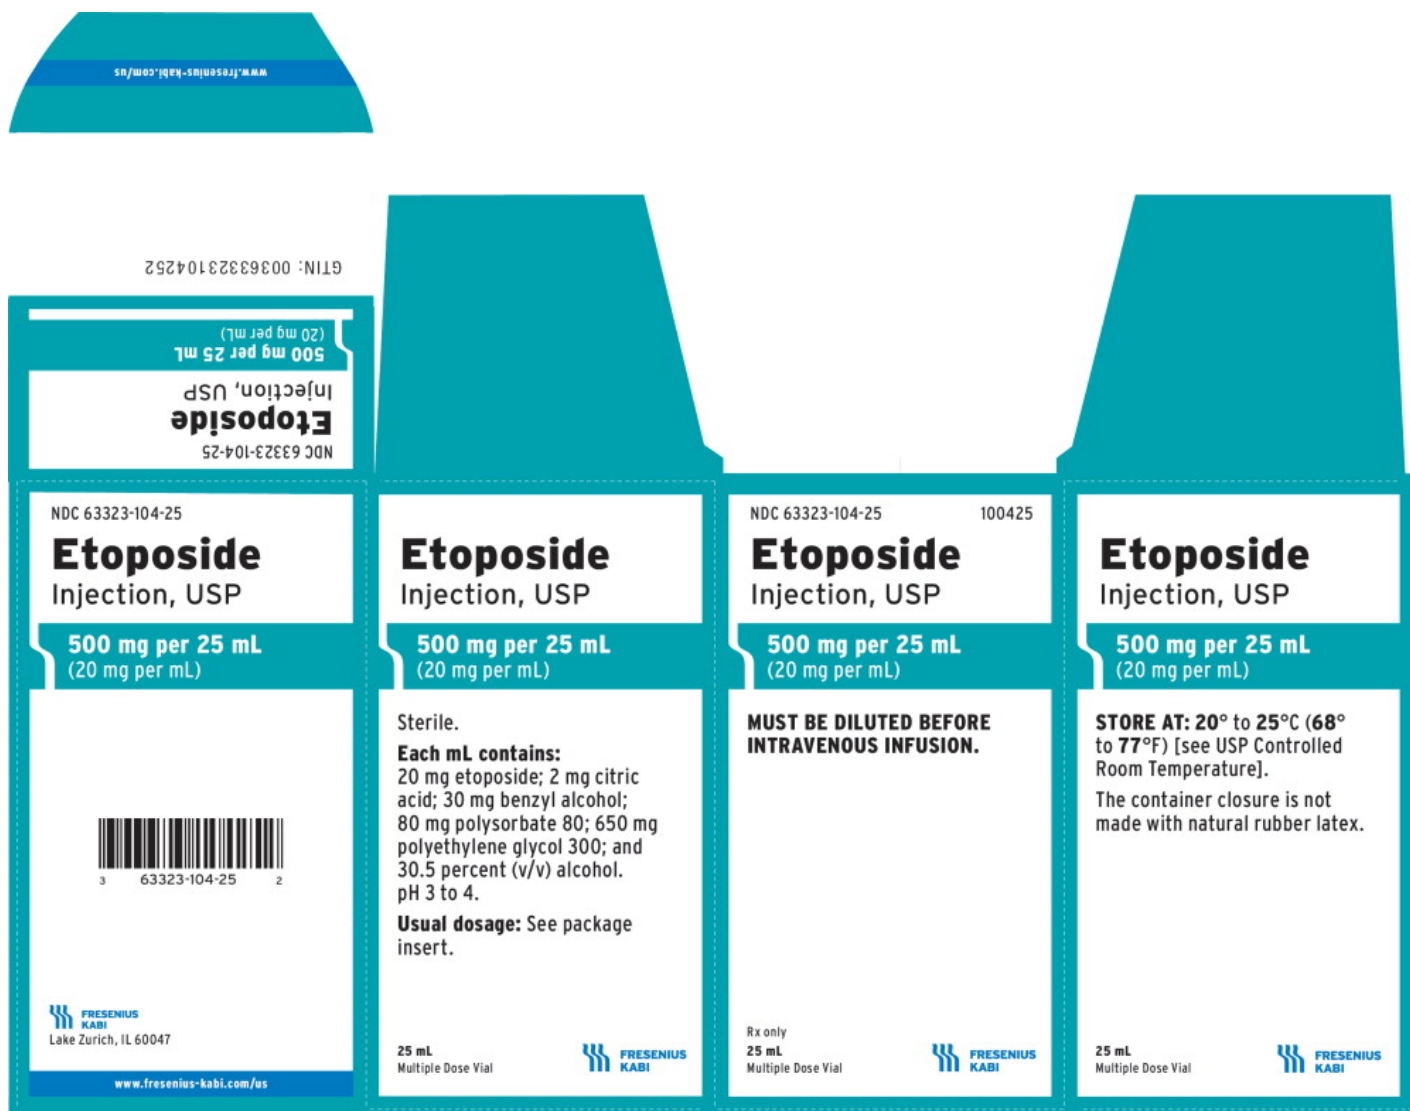 www.fresenius-kabi.com/us
GTIN: 00363323104252
NDC 63323-104-25
Etoposide
Injection, USP
500 mg per 25 mL
(20 mg per mL)
NDC 63323-104-25
Etoposide
Injection, USP
500 mg per 25 mL
(20 mg per mL)
3 63323-104-25 2
FRESENIUS
KABI
Lake Zurich, IL 60047
www.fresenius-kabi.com/us
Etoposide
Injection, USP
500 mg per 25 mL
(20 mg per mL)
Sterile.
Each mL contains:
20 mg etoposide; 2 mg citric
acid; 30 mg benzyl alcohol;
80 mg polysorbate 80; 650 mg
polyethylene glycol 300; and
30.5 percent (v/v) alcohol.
pH 3 to 4.
Usual dosage: See package
insert.
25 mL
Multiple Dose Vial
FRESENIUS
KABI
NDC 63323-104-25 100425
Etoposide
Injection, USP
500 mg per 25 mL
(20 mg per mL)
MUST BE DILUTED BEFORE
INTRAVENOUS INFUSION.
Rx only
25 mL
Multiple Dose Vial
FRESENIUS
KABI
Etoposide
Injection, USP
500 mg per 25 mL
(20 mg per mL)
STORE AT: 20° to 25°C (68°
to 77°F) [see USP Controlled
Room Temperature].
The container closure is not
made with natural rubber latex.
25 mL
Multiple Dose Vial
FRESENIUS
KABI